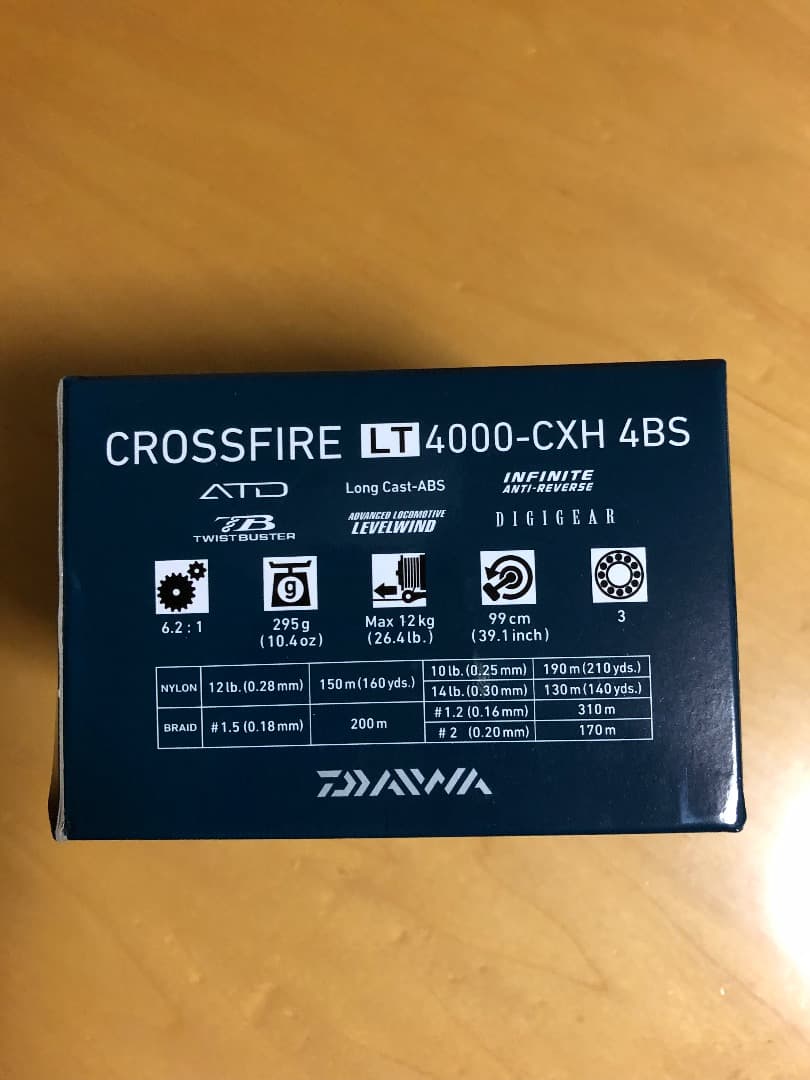 CROSSFIRE LT 4000-CXH 4BS
ATD Long Cast-ABS INFINITE ANTI-REVERSE
TB TWISTBUSTER ADVANCED LOCOMOTIVE LEVELWIND DIGIGEAR
g
6.2 : 1 295g (10.4oz) Max 12kg (26.4lb.) 99cm (39.1inch) 3
NYLON 12lb.(0.28mm) 150m(160yds.) 10lb.(0.25mm) 190m(210yds.)
14lb.(0.30mm) 130m(140yds.)
BRAID #1.5(0.18mm) 200m #1.2(0.16mm) 310m
#2 (0.20mm) 170m
DAIWA